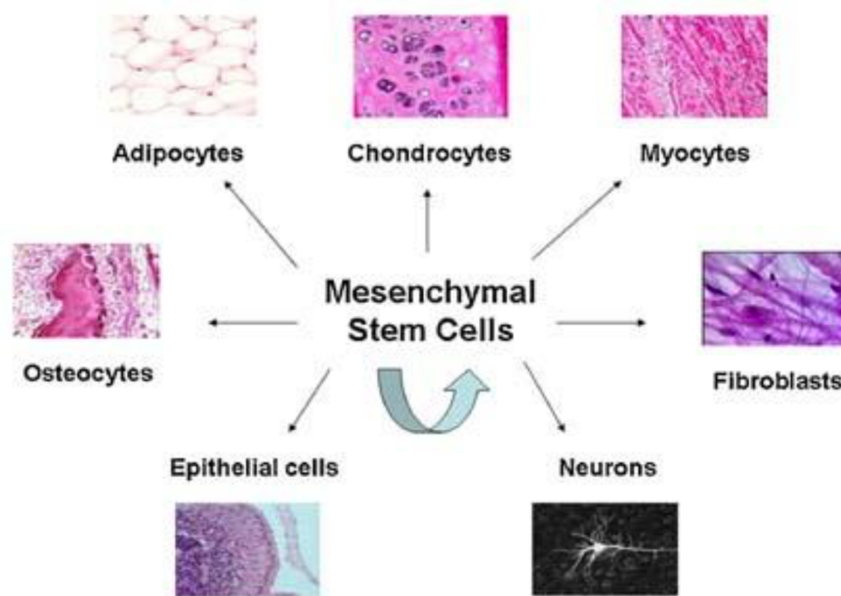 Adipocytes
Chondrocytes
Myocytes
Mesenchymal
Stem Cells
Osteocytes
Fibroblasts
Epithelial cells
Neurons